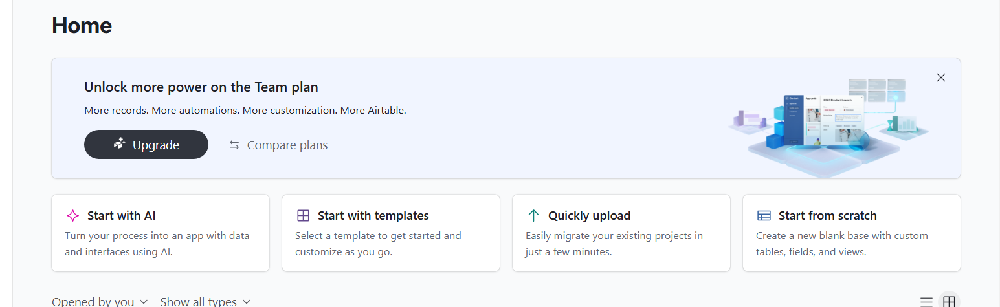 Home
Unlock more power on the Team plan
More records. More automations. More customization. More Airtable.
Upgrade
Compare plans
Approvals
2023 Product Launch
Start with AI
Turn your process into an app with data
and interfaces using AI.
Start with templates
Select a template to get started and
customize as you go.
Quickly upload
Easily migrate your existing projects in
just a few minutes.
Start from scratch
Create a new blank base with custom
tables, fields, and views.
Opened by you
Show all types